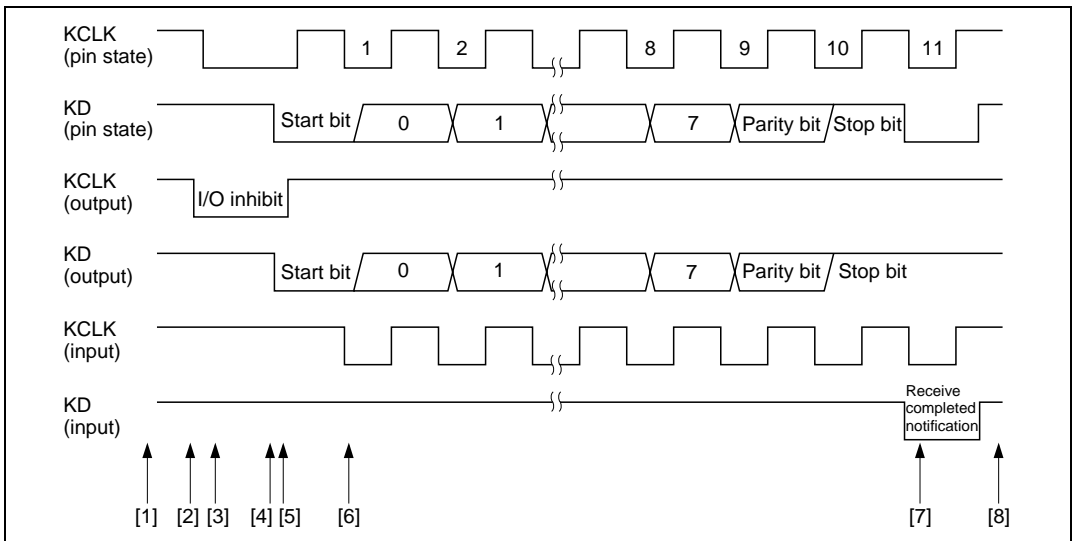 KCLK
(pin state)
1 2 8 9 10 11
KD
(pin state)
Start bit 0 1 7 Parity bit Stop bit
KCLK
(output)
I/O inhibit
KD
(output)
Start bit 0 1 7 Parity bit Stop bit
KCLK
(input)
KD
(input)
Receive
completed
notification
[1] [2] [3] [4] [5] [6] [7] [8]